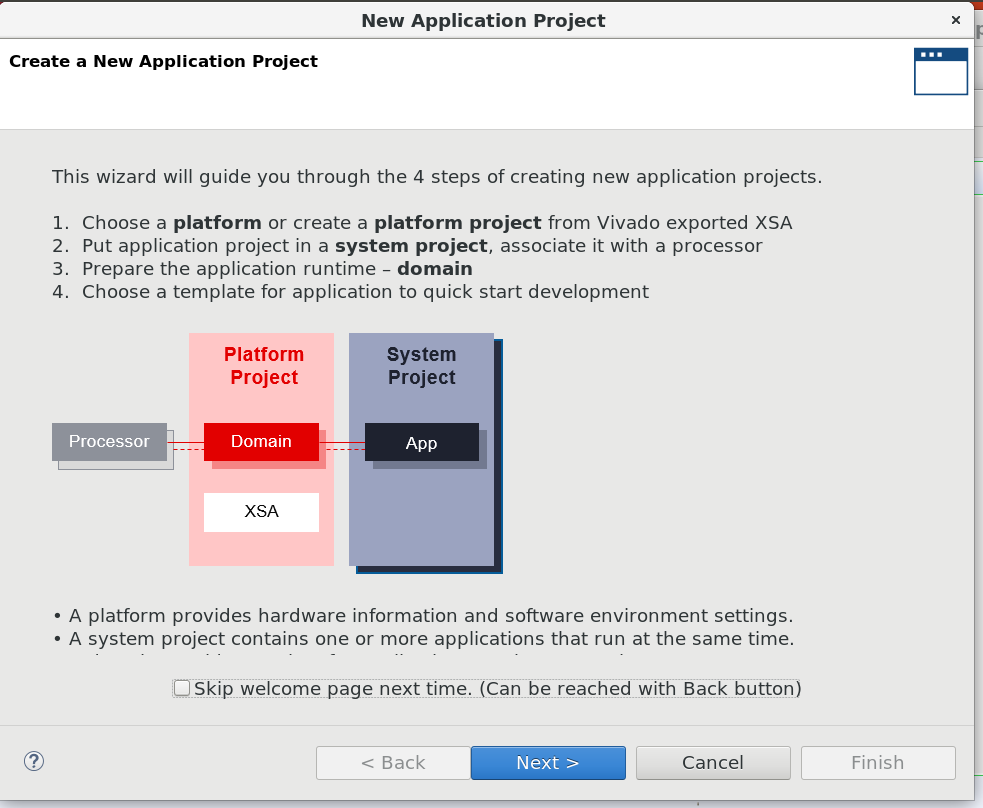 New Application Project
×
Create a New Application Project
This wizard will guide you through the 4 steps of creating new application projects.
1. Choose a platform or create a platform project from Vivado exported XSA
2. Put application project in a system project, associate it with a processor
3. Prepare the application runtime – domain
4. Choose a template for application to quick start development
Platform
Project
System
Project
Processor
Domain
App
XSA
• A platform provides hardware information and software environment settings.
• A system project contains one or more applications that run at the same time.
Skip welcome page next time. (Can be reached with Back button)
?
< Back
Next >
Cancel
Finish